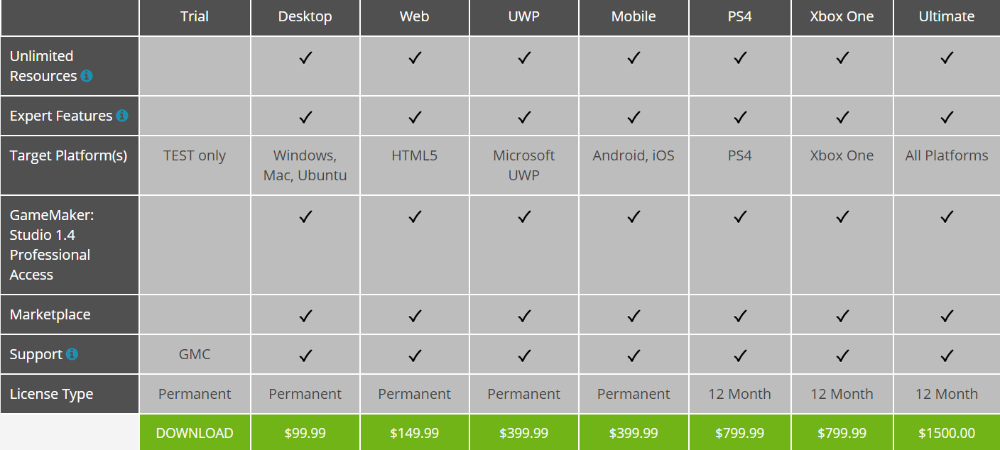 Trial Desktop Web UWP Mobile PS4 Xbox One Ultimate
Unlimited
Resources ✓ ✓ ✓ ✓ ✓ ✓ ✓
Expert Features ✓ ✓ ✓ ✓ ✓ ✓ ✓
Target Platform(s) TEST only Windows, HTML5 Microsoft Android, iOS PS4 Xbox One All Platforms
Mac, Ubuntu UWP
GameMaker: ✓ ✓ ✓ ✓ ✓ ✓ ✓
Studio 1.4
Professional
Access
Marketplace ✓ ✓ ✓ ✓ ✓ ✓ ✓
Support GMC ✓ ✓ ✓ ✓ ✓ ✓ ✓
License Type Permanent Permanent Permanent Permanent Permanent 12 Month 12 Month 12 Month
DOWNLOAD $99.99 $149.99 $399.99 $399.99 $799.99 $799.99 $1500.00